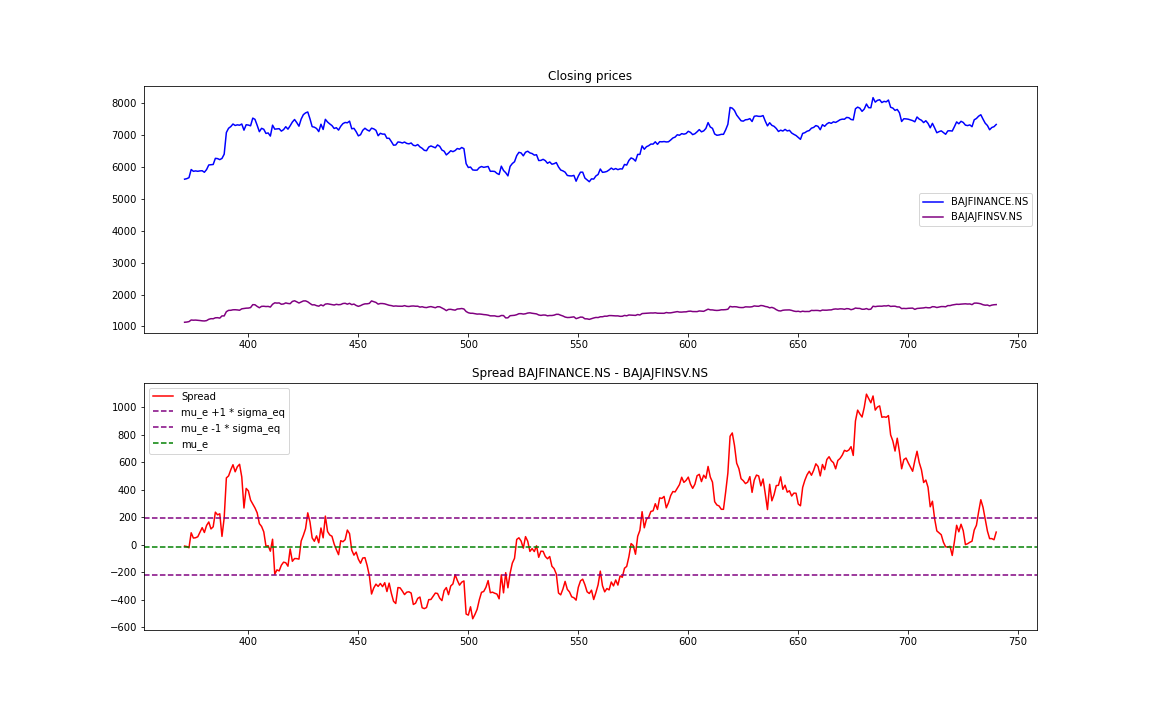 Closing prices
8000
7000
6000
5000
4000
3000
2000
1000
BAJFINANCE.NS
BAJAJFINSV.NS
400 450 500 550 600 650 700 750
Spread BAJFINANCE.NS - BAJAJFINSV.NS
1000
800
600
400
200
0
−200
−400
−600
Spread
mu_e +1 * sigma_eq
mu_e -1 * sigma_eq
mu_e
400 450 500 550 600 650 700 750